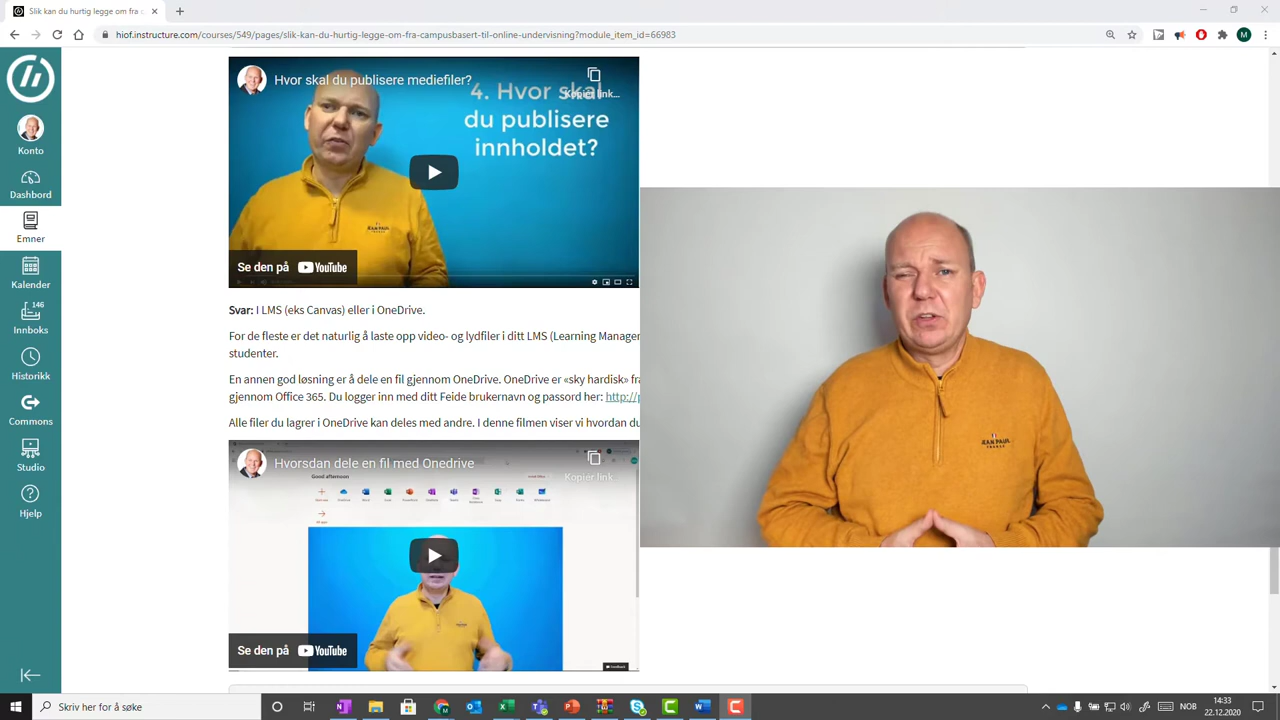 Slik kan du hurtig legge om fra c
hiof.instructure.com/courses/549/pages/slik-kan-du-hurtig-legge-om-fra-campusbasert-til-online-undervisning?module_item_id=66983
M
Konto
Dashbord
Emner
Kalender
146
Innboks
Historikk
Commons
Studio
Hjelp
Hvor skal du publisere mediefiler?
Kopier link...
4. Hvor skal
du publisere
innholdet?
JEAN PAUL
Se den på YouTube
Svar: I LMS (eks Canvas) eller i OneDrive.
For de fleste er det naturlig å laste opp video- og lydfiler i ditt LMS (Learning Manager
studenter.
En annen god løsning er å dele en fil gjennom OneDrive. OneDrive er «sky hardisk» fra
gjennom Office 365. Du logger inn med ditt Feide brukernavn og passord her: http://p
Alle filer du lagrer i OneDrive kan deles med andre. I denne filmen viser vi hvordan du
Hvorsdan dele en fil med Onedrive
Kopier link
Good afternoon
Se den på YouTube
Feedback
JEAN PAUL
Skriv her for å søke
NOB
14:33
22.12.2020